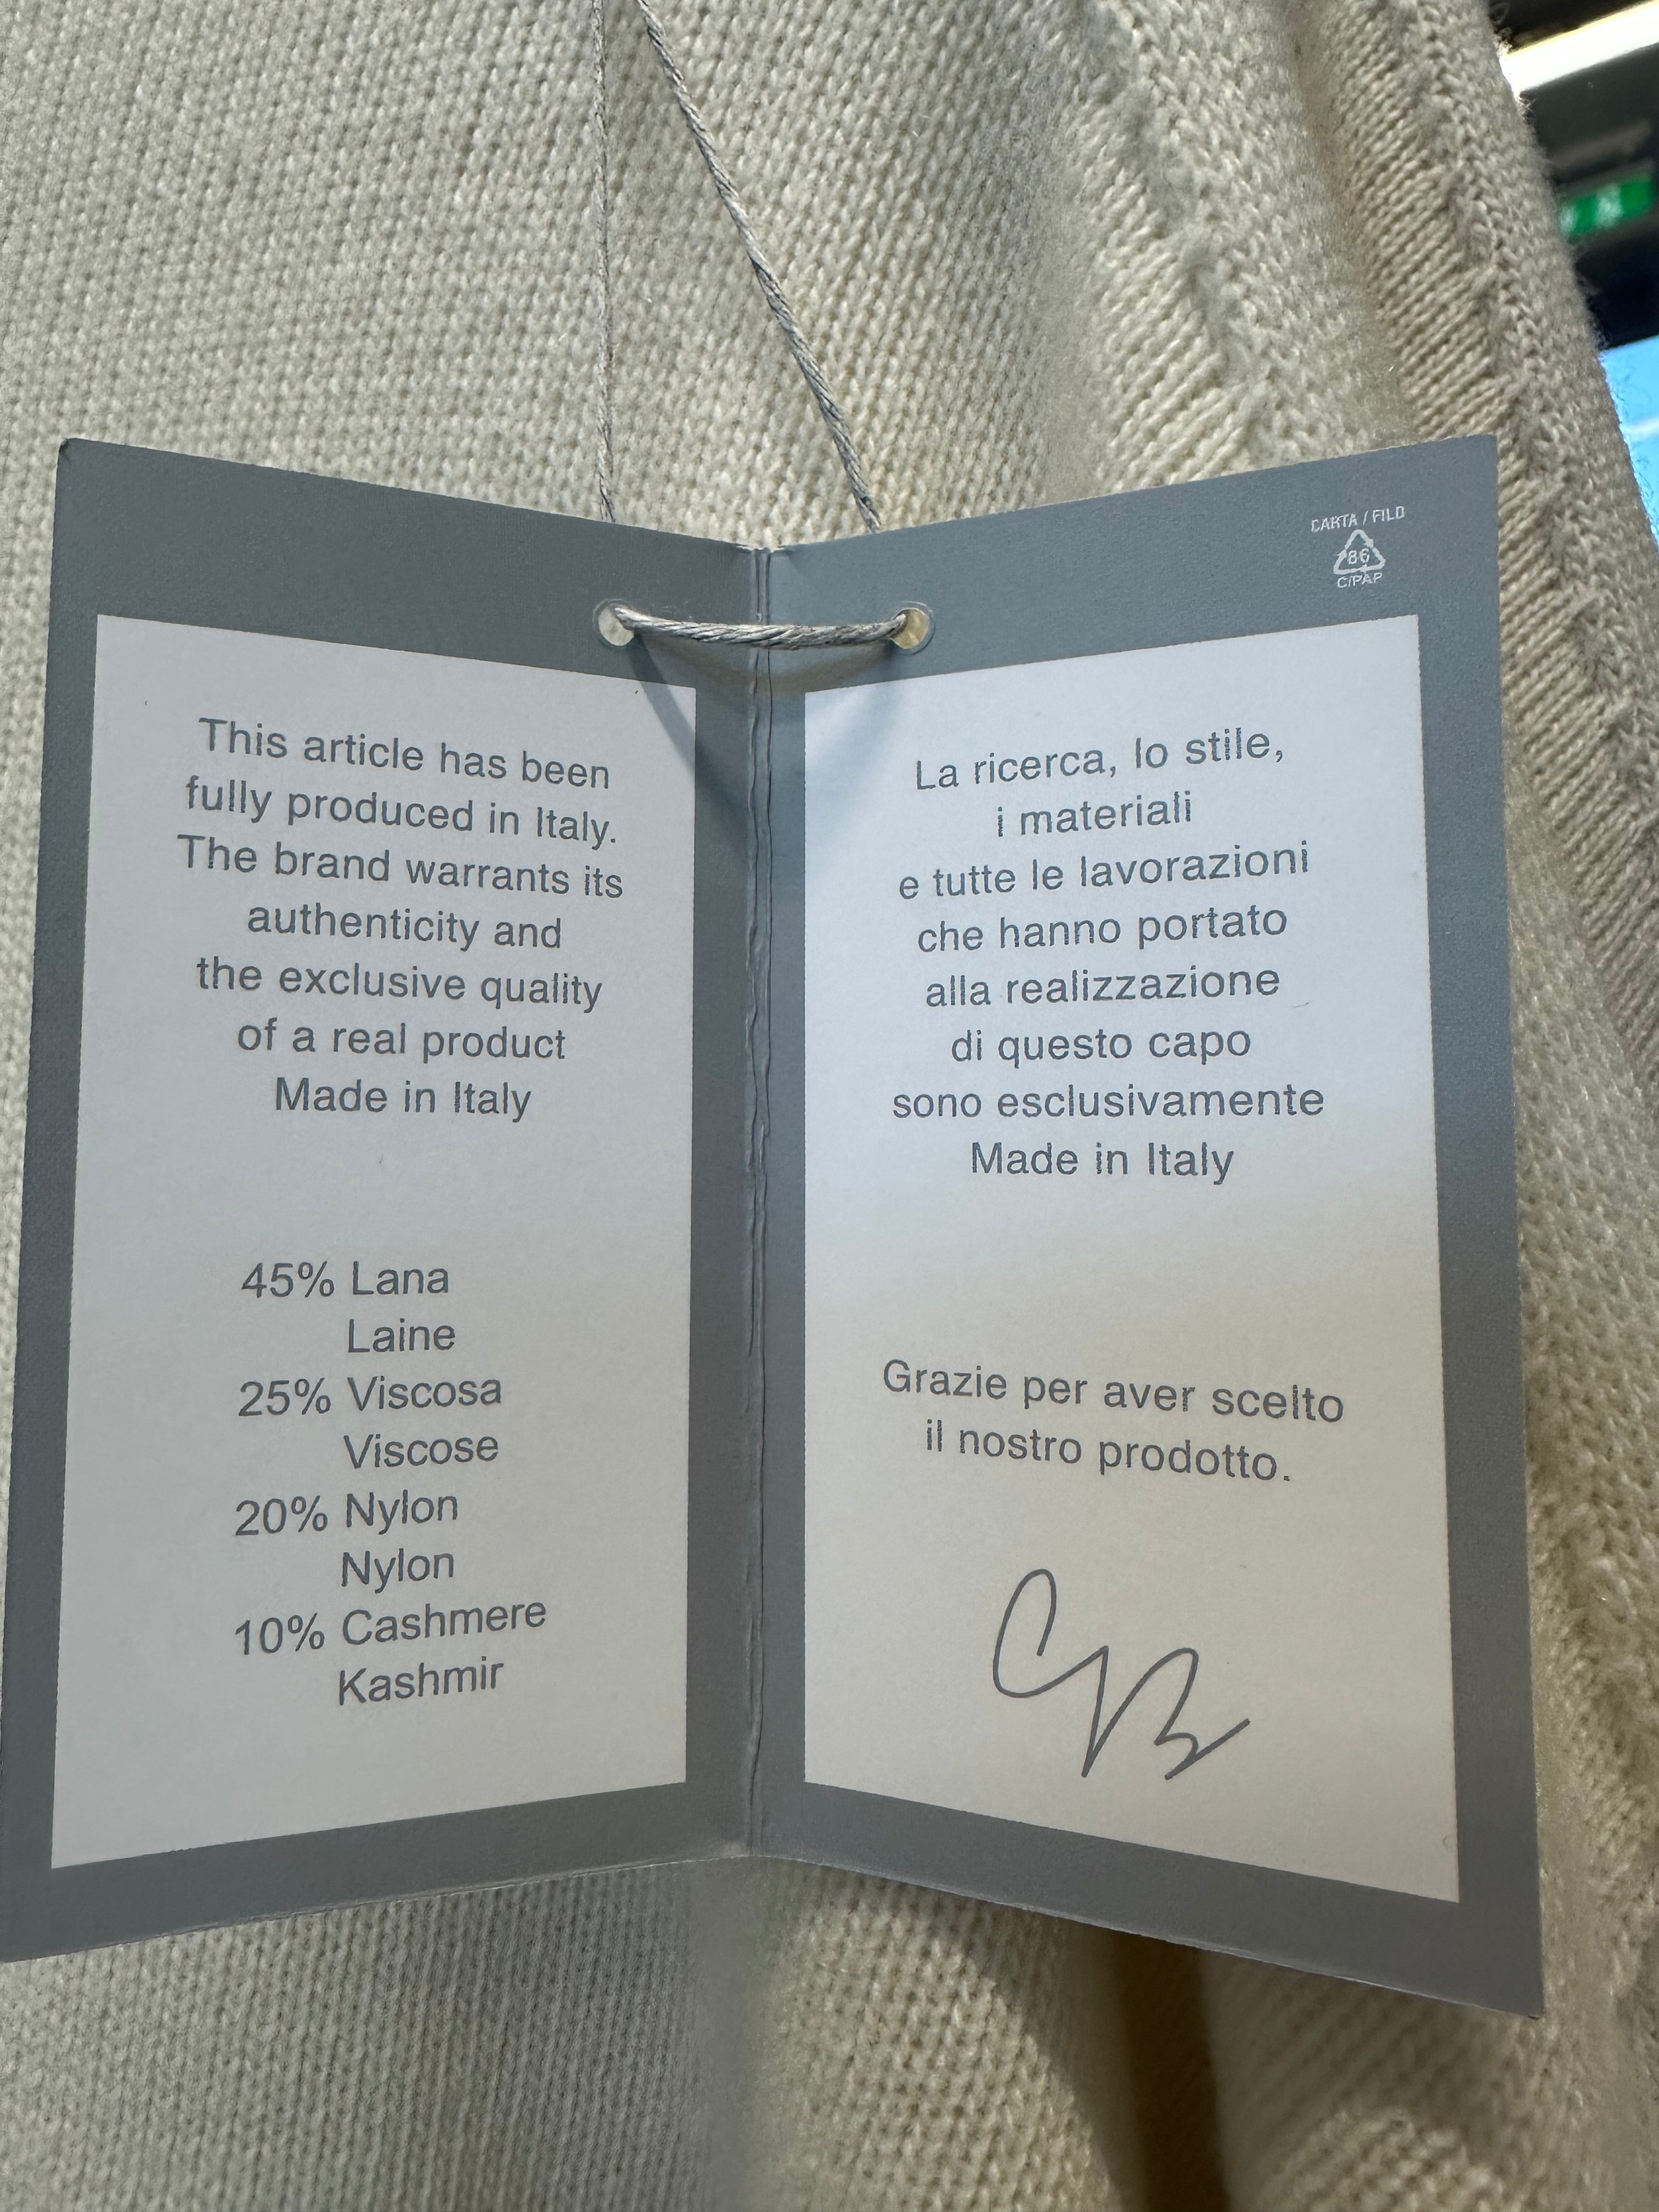 This article has been
fully produced in Italy.
The brand warrants its
authenticity and
the exclusive quality
of a real product
Made in Italy
45% Lana
Laine
25% Viscosa
Viscose
20% Nylon
Nylon
10% Cashmere
Kashmir
CARTA / FILO
86
C/PAP
La ricerca, lo stile,
i materiali
e tutte le lavorazioni
che hanno portato
alla realizzazione
di questo capo
sono esclusivamente
Made in Italy
Grazie per aver scelto
il nostro prodotto.
CB